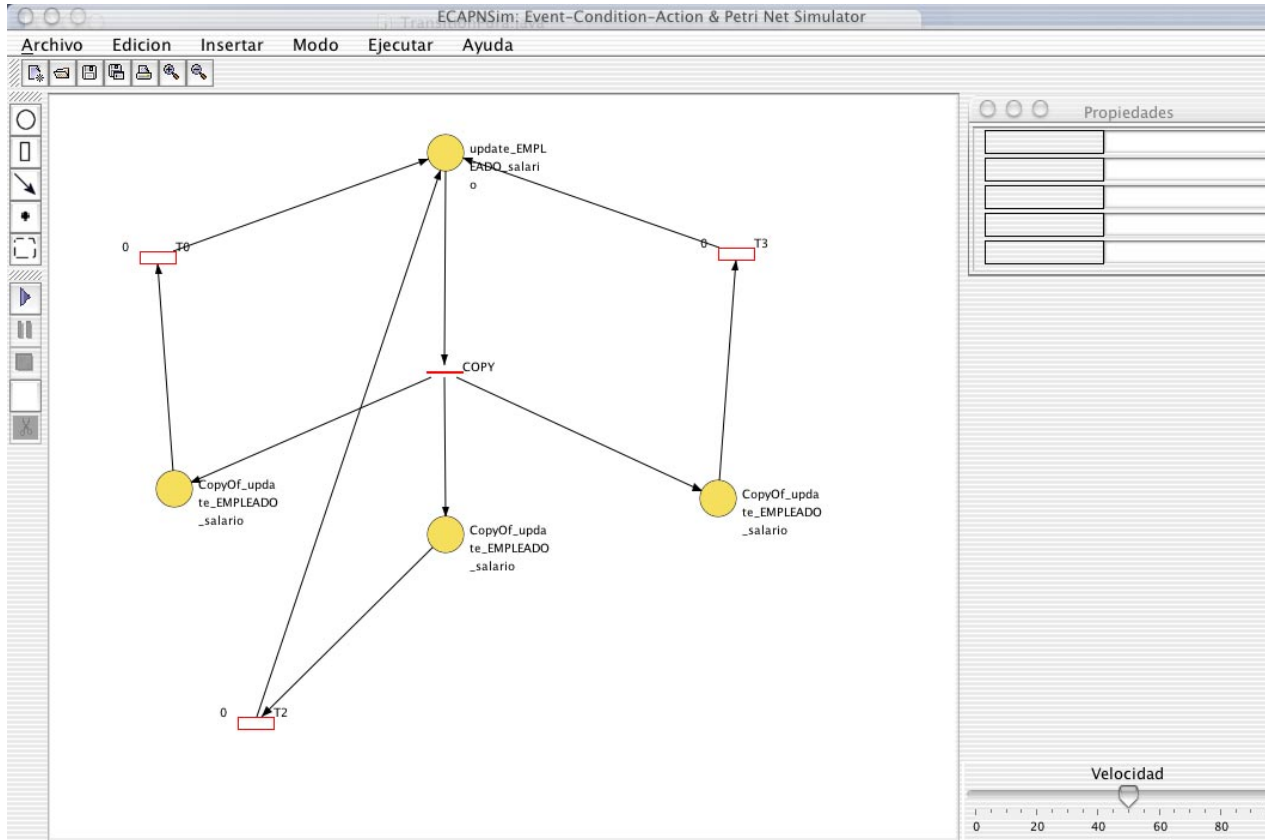 ECAPNSim: Event-Condition-Action & Petri Net Simulator
Archivo Edicion Insertar Modo Ejecutar Ayuda
Propiedades
update_EMPL
EADO_salari
o
0 T0
0 T3
COPY
CopyOf_upda
te_EMPLEADO
_salario
CopyOf_upda
te_EMPLEADO
_salario
CopyOf_upda
te_EMPLEADO
_salario
0 T2
Velocidad
0 20 40 60 80